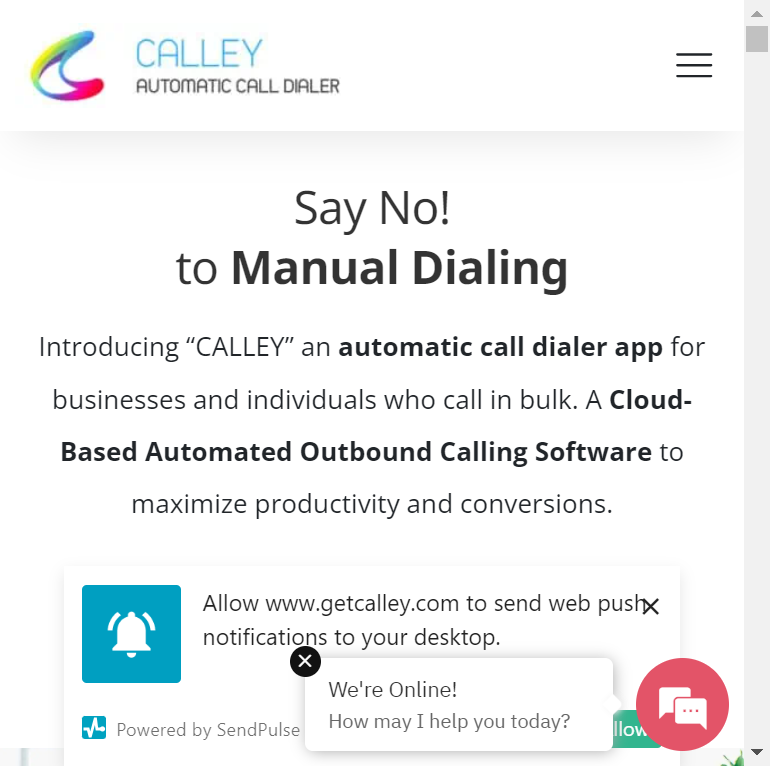 CALLEY
AUTOMATIC CALL DIALER
Say No!
to Manual Dialing
Introducing “CALLEY” an automatic call dialer app for
businesses and individuals who call in bulk. A Cloud-
Based Automated Outbound Calling Software to
maximize productivity and conversions.
Allow www.getcalley.com to send web push
notifications to your desktop.
We're Online!
How may I help you today?
Powered by SendPulse